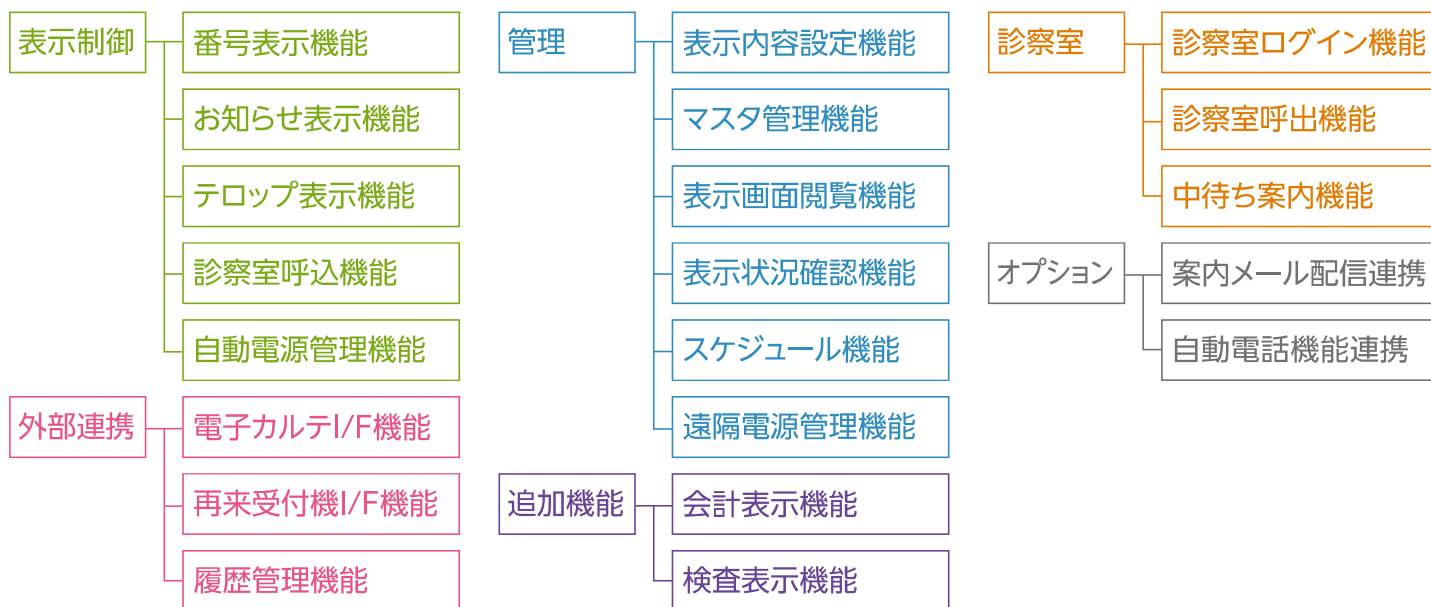 表示制御
番号表示機能
お知らせ表示機能
テロップ表示機能
診察室呼込機能
自動電源管理機能
外部連携
電子カルテI/F機能
再来受付機I/F機能
履歴管理機能
管理
表示内容設定機能
マスタ管理機能
表示画面閲覧機能
表示状況確認機能
スケジュール機能
遠隔電源管理機能
追加機能
会計表示機能
検査表示機能
診察室
診察室ログイン機能
診察室呼出機能
中待ち案内機能
オプション
案内メール配信連携
自動電話機能連携